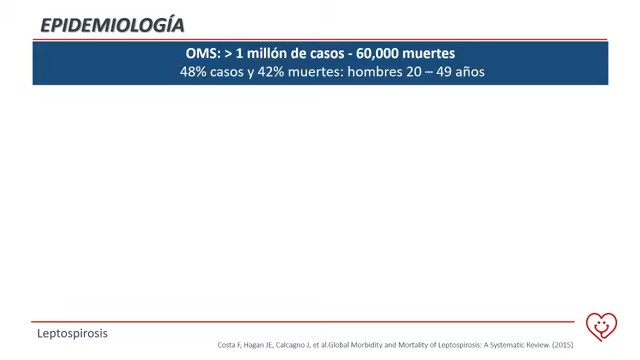 EPIDEMIOLOGÍA
OMS: > 1 millón de casos - 60,000 muertes
48% casos y 42% muertes: hombres 20 – 49 años
Leptospirosis
Costa F, Hagan JE, Calcagno J, et al.Global Morbidity and Mortality of Leptospirosis: A Systematic Review. (2015)